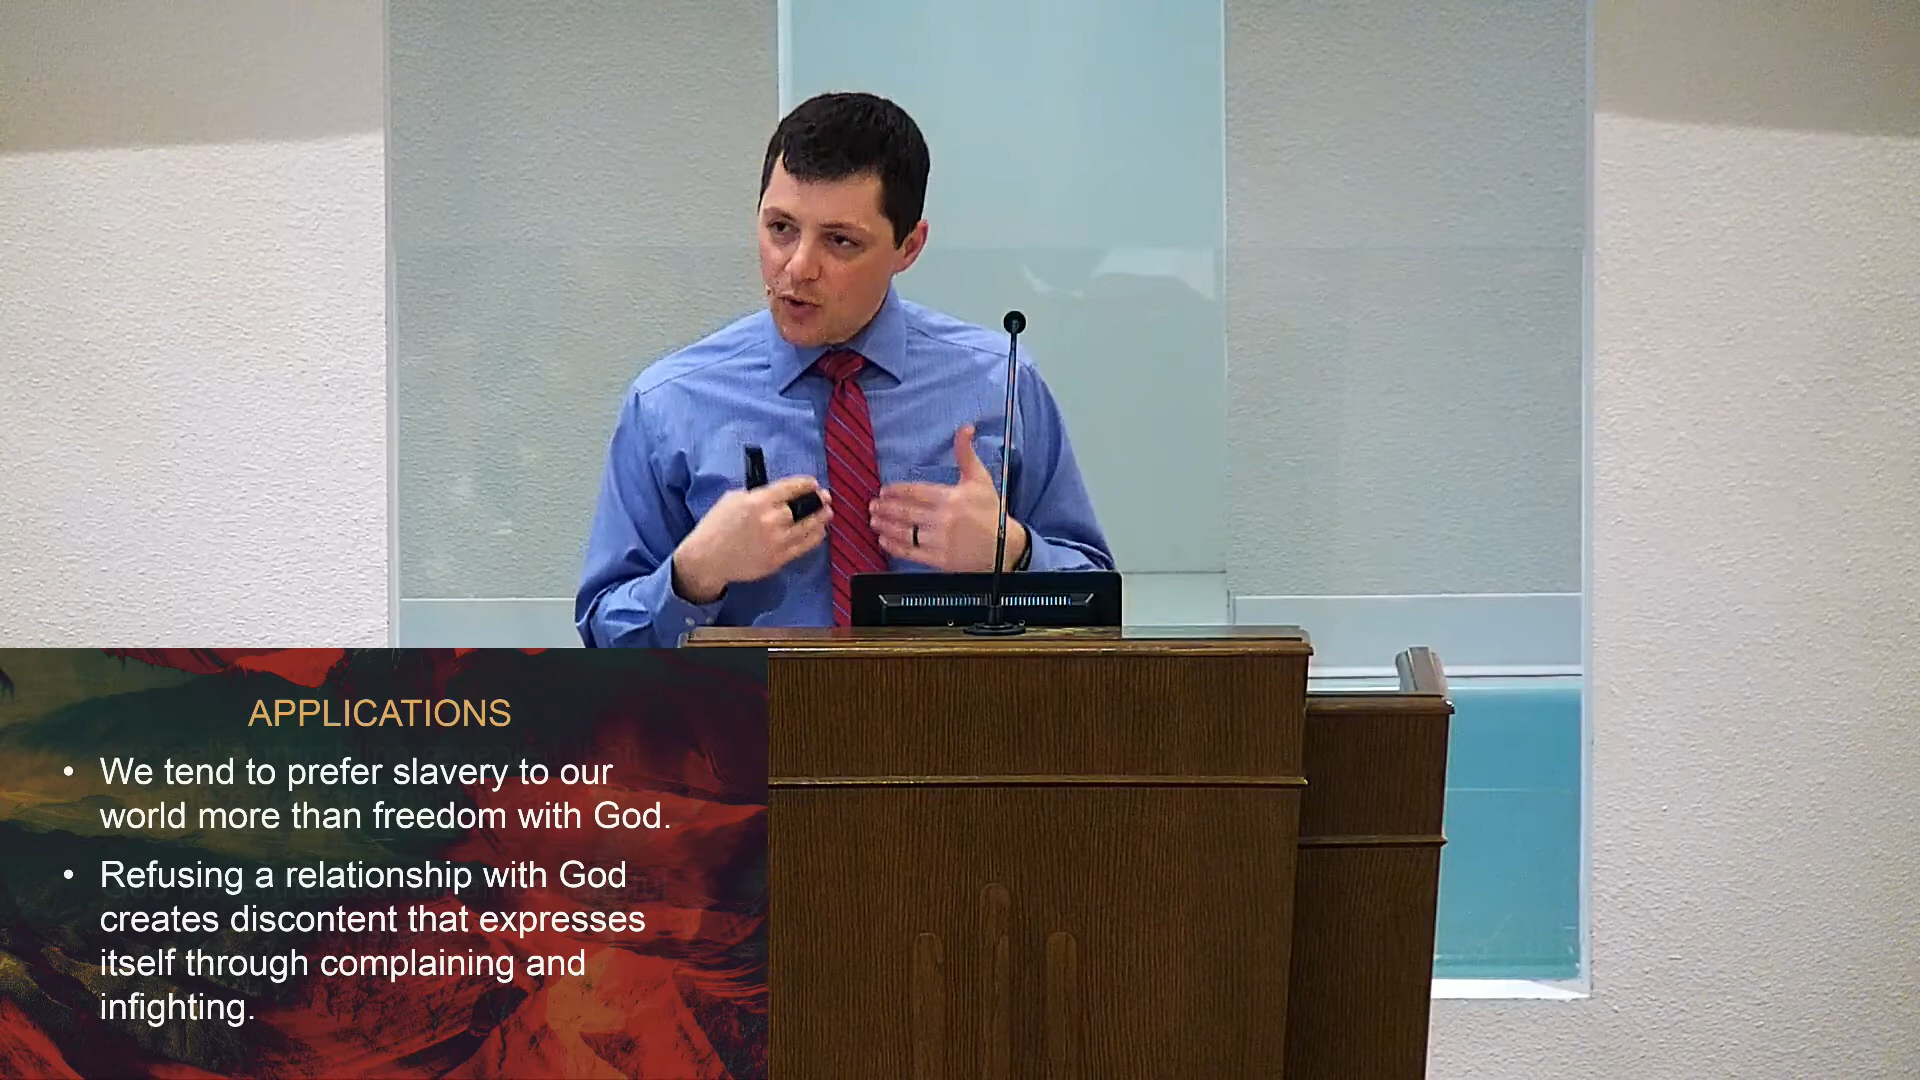 APPLICATIONS
• We tend to prefer slavery to our
world more than freedom with God.
• Refusing a relationship with God
creates discontent that expresses
itself through complaining and
infighting.